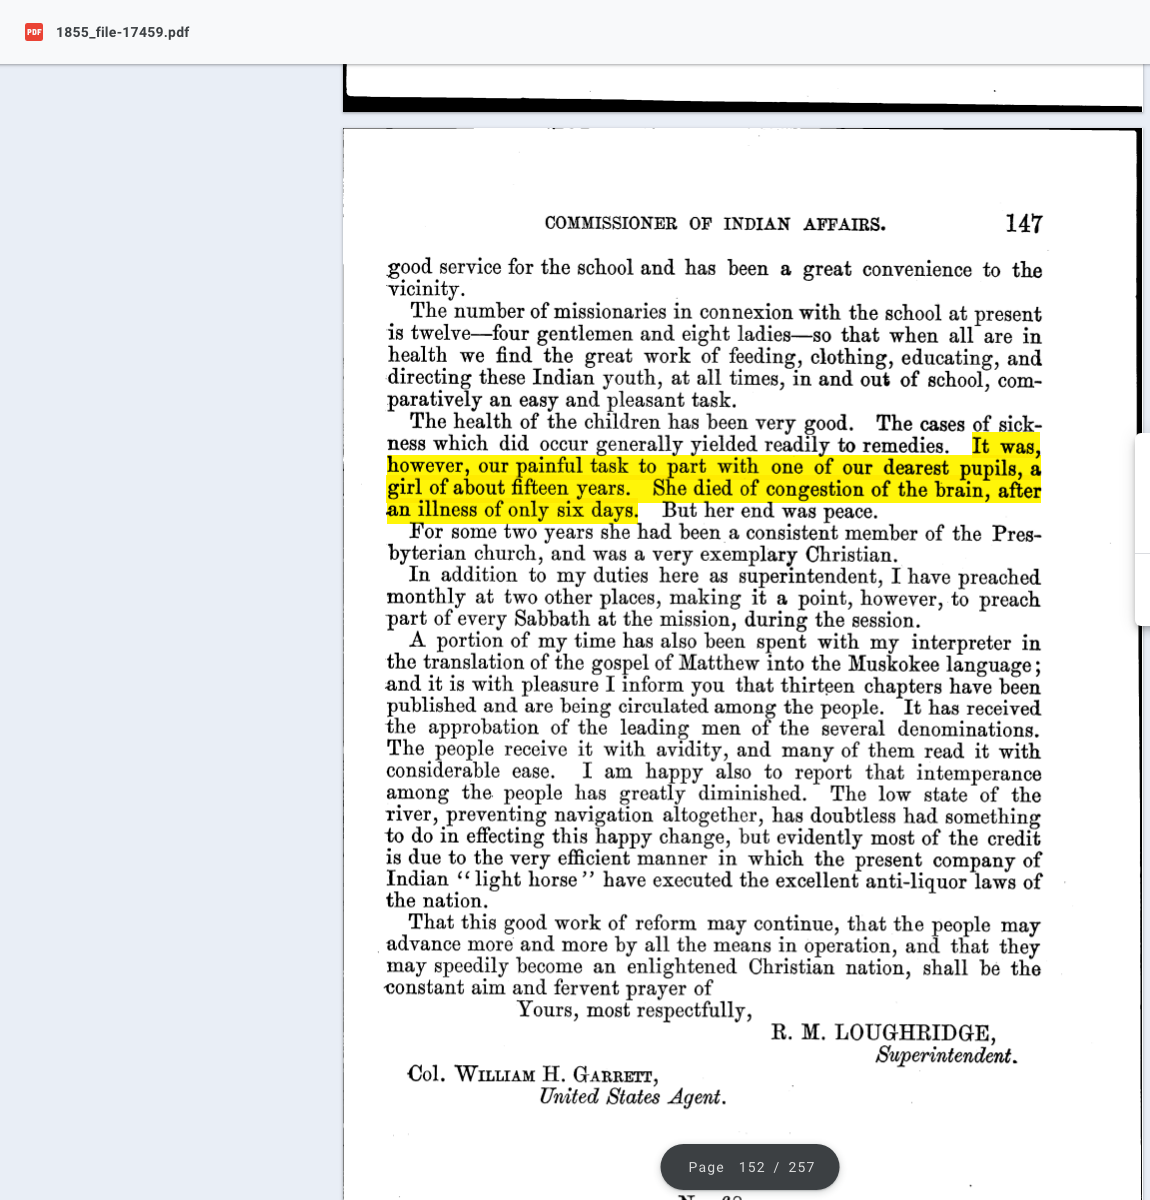 PDF 1855_file-17459.pdf
COMMISSIONER OF INDIAN AFFAIRS. 147
good service for the school and has been a great convenience to the
vicinity.
The number of missionaries in connexion with the school at present
is twelve—four gentlemen and eight ladies—so that when all are in
health we find the great work of feeding, clothing, educating, and
directing these Indian youth, at all times, in and out of school, com-
paratively an easy and pleasant task.
The health of the children has been very good. The cases of sick-
ness which did occur generally yielded readily to remedies. It was,
however, our painful task to part with one of our dearest pupils, a
girl of about fifteen years. She died of congestion of the brain, after
an illness of only six days. But her end was peace.
For some two years she had been a consistent member of the Pres-
byterian church, and was a very exemplary Christian.
In addition to my duties here as superintendent, I have preached
monthly at two other places, making it a point, however, to preach
part of every Sabbath at the mission, during the session.
A portion of my time has also been spent with my interpreter in
the translation of the gospel of Matthew into the Muskokee language;
and it is with pleasure I inform you that thirteen chapters have been
published and are being circulated among the people. It has received
the approbation of the leading men of the several denominations.
The people receive it with avidity, and many of them read it with
considerable ease. I am happy also to report that intemperance
among the people has greatly diminished. The low state of the
river, preventing navigation altogether, has doubtless had something
to do in effecting this happy change, but evidently most of the credit
is due to the very efficient manner in which the present company of
Indian “light horse” have executed the excellent anti-liquor laws of
the nation.
That this good work of reform may continue, that the people may
advance more and more by all the means in operation, and that they
may speedily become an enlightened Christian nation, shall be the
constant aim and fervent prayer of
Yours, most respectfully,
R. M. LOUGHRIDGE,
Superintendent.
Col. WILLIAM H. GARRETT,
United States Agent.
Page 152 / 257